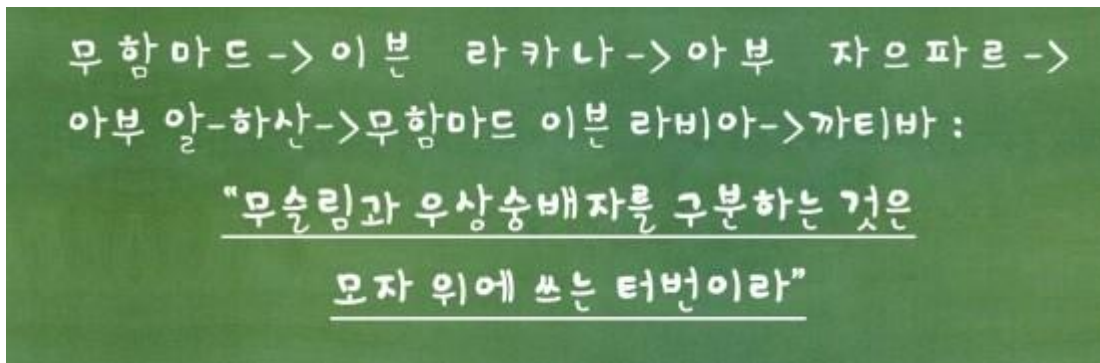 무함마드->이븐 라카나->아부 자으파르->
아부 알-하산->무함마드 이븐 라비아->까티바 :
“무슬림과 우상숭배자를 구분하는 것은
모자 위에 쓰는 터번이라”